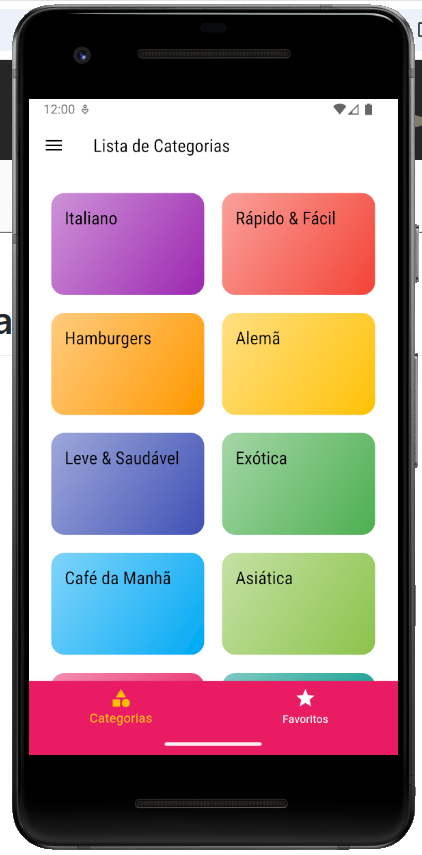 12:00
Lista de Categorias
Italiano
Rápido & Fácil
Hamburgers
Alemã
Leve & Saudável
Exótica
Café da Manhã
Asiática
Categorias
Favoritos
a